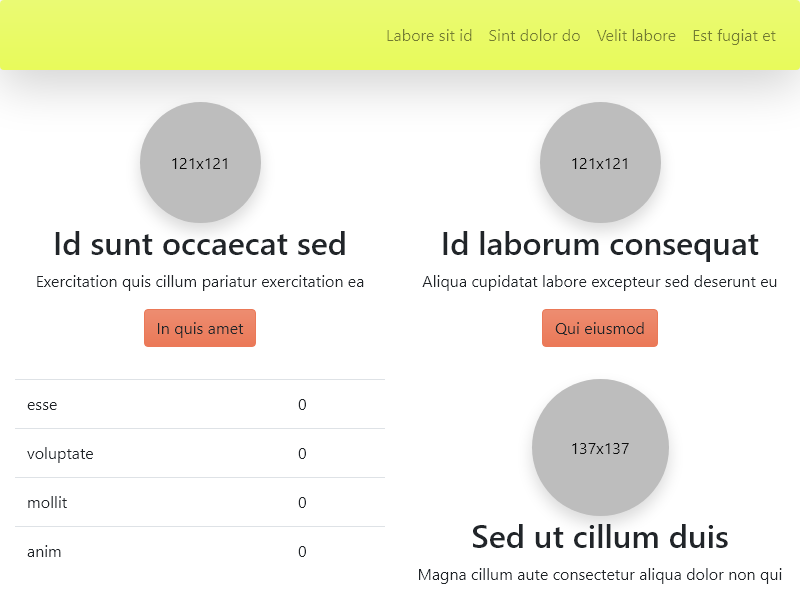 Labore sit id Sint dolor do Velit labore Est fugiat et
121x121
Id sunt occaecat sed
Exercitation quis cillum pariatur exercitation ea
In quis amet
121x121
Id laborum consequat
Aliqua cupidatat labore excepteur sed deserunt eu
Qui eiusmod
esse 0
voluptate 0
mollit 0
anim 0
137x137
Sed ut cillum duis
Magna cillum aute consectetur aliqua dolor non qui